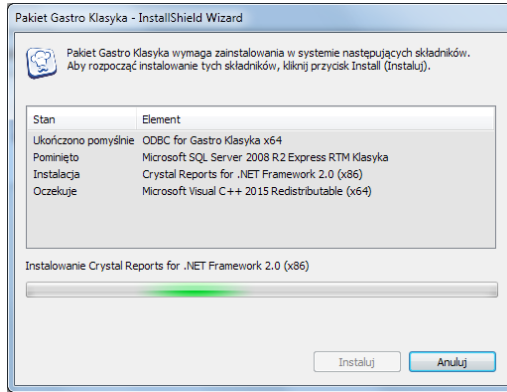 Pakiet Gastro Klasyka - InstallShield Wizard
Pakiet Gastro Klasyka wymaga zainstalowania w systemie następujących składników.
Aby rozpocząć instalowanie tych składników, kliknij przycisk Install (Instaluj).
Stan Element
Ukończono pomyślnie ODBC for Gastro Klasyka x64
Pominięto Microsoft SQL Server 2008 R2 Express RTM Klasyka
Instalacja Crystal Reports for .NET Framework 2.0 (x86)
Oczekuje Microsoft Visual C++ 2015 Redistributable (x64)
Instalowanie Crystal Reports for .NET Framework 2.0 (x86)
Instaluj Anuluj